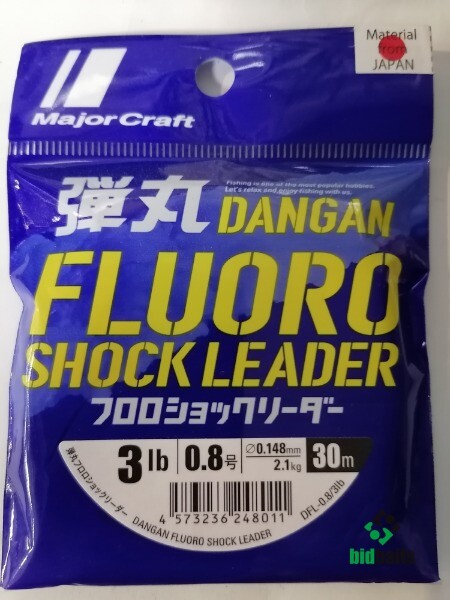 Material
from
JAPAN
Major Craft
弾丸 DANGAN
Fishing is one of the most popular hobbies.
Let's relax and enjoy fishing with us.
FLUORO
SHOCK LEADER
フロロショックリーダー
3lb 0.8号 Ø0.148mm 2.1kg 30m
弾丸フロロショックリーダー
4 573236 248011
DANGAN FLUORO SHOCK LEADER
DFL-0.8/3lb